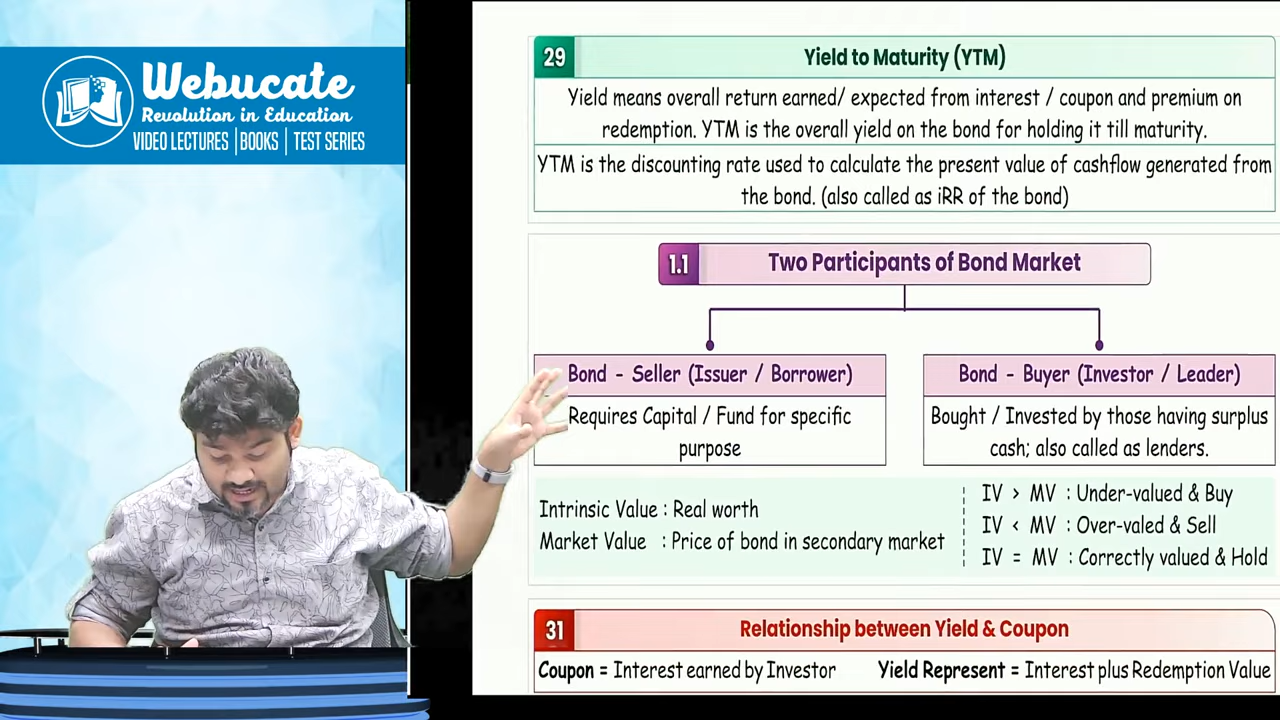 Webucate
Revolution in Education
VIDEO LECTURES | BOOKS | TEST SERIES
29
Yield to Maturity (YTM)
Yield means overall return earned/ expected from interest / coupon and premium on
redemption. YTM is the overall yield on the bond for holding it till maturity.
YTM is the discounting rate used to calculate the present value of cashflow generated from
the bond. (also called as iRR of the bond)
1.1
Two Participants of Bond Market
Bond - Seller (Issuer / Borrower)
Requires Capital / Fund for specific
purpose
Bond - Buyer (Investor / Leader)
Bought / Invested by those having surplus
cash; also called as lenders.
Intrinsic Value : Real worth
Market Value : Price of bond in secondary market
IV > MV : Under-valued & Buy
IV < MV : Over-valed & Sell
IV = MV : Correctly valued & Hold
31
Relationship between Yield & Coupon
Coupon = Interest earned by Investor
Yield Represent = Interest plus Redemption Value